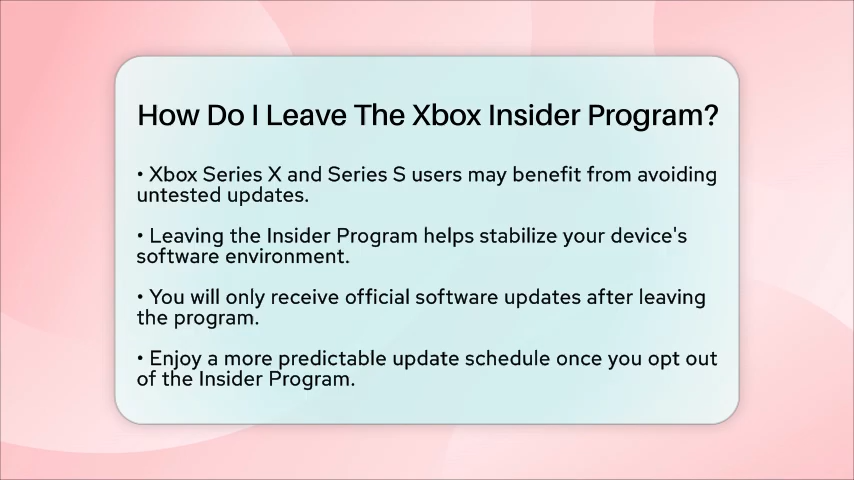 How Do I Leave The Xbox Insider Program?
• Xbox Series X and Series S users may benefit from avoiding
untested updates.
• Leaving the Insider Program helps stabilize your device's
software environment.
• You will only receive official software updates after leaving
the program.
• Enjoy a more predictable update schedule once you opt out
of the Insider Program.